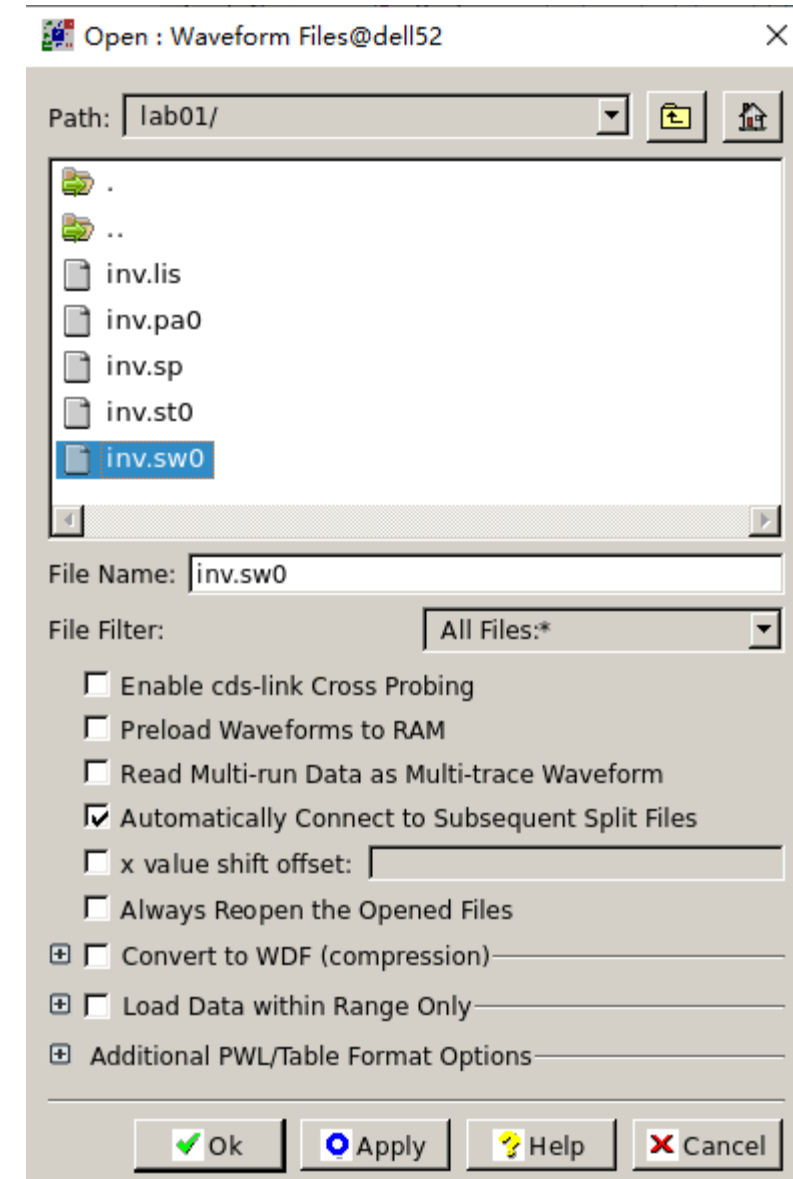 Open : Waveform Files@dell52
Path: lab01/
.
..
inv.lis
inv.pa0
inv.sp
inv.st0
inv.sw0
File Name: inv.sw0
File Filter: All Files:*
Enable cds-link Cross Probing
Preload Waveforms to RAM
Read Multi-run Data as Multi-trace Waveform
Automatically Connect to Subsequent Split Files
x value shift offset:
Always Reopen the Opened Files
Convert to WDF (compression)
Load Data within Range Only
Additional PWL/Table Format Options
Ok Apply Help Cancel